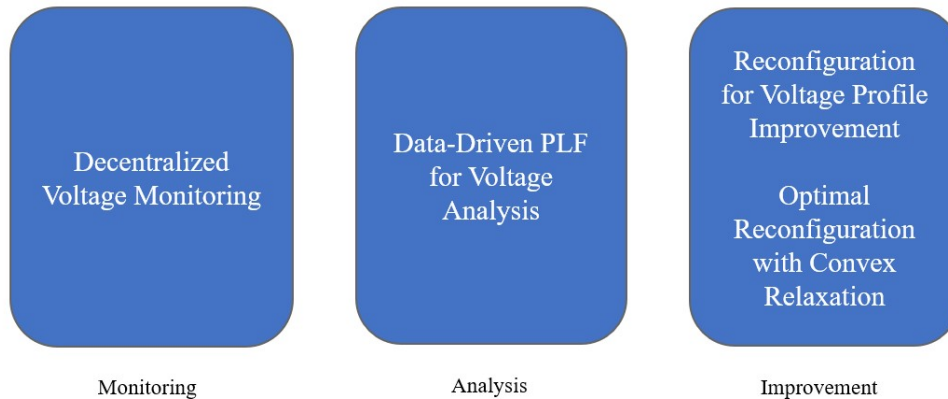 Decentralized
Voltage Monitoring
Data-Driven PLF
for Voltage
Analysis
Reconfiguration
for Voltage Profile
Improvement
Optimal
Reconfiguration
with Convex
Relaxation
Monitoring
Analysis
Improvement